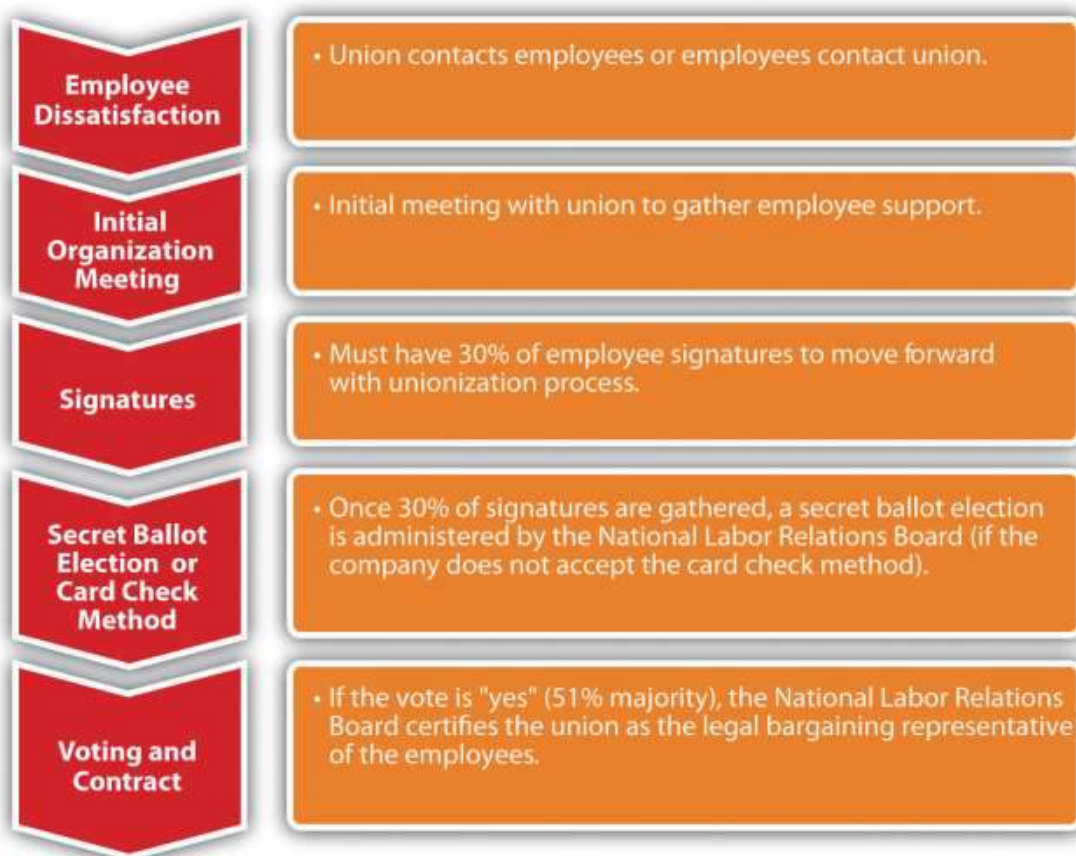 Employee
Dissatisfaction
• Union contacts employees or employees contact union.
Initial
Organization
Meeting
• Initial meeting with union to gather employee support.
Signatures
• Must have 30% of employee signatures to move forward
with unionization process.
Secret Ballot
Election or
Card Check
Method
• Once 30% of signatures are gathered, a secret ballot election
is administered by the National Labor Relations Board (if the
company does not accept the card check method).
Voting and
Contract
• If the vote is "yes" (51% majority), the National Labor Relations
Board certifies the union as the legal bargaining representative
of the employees.